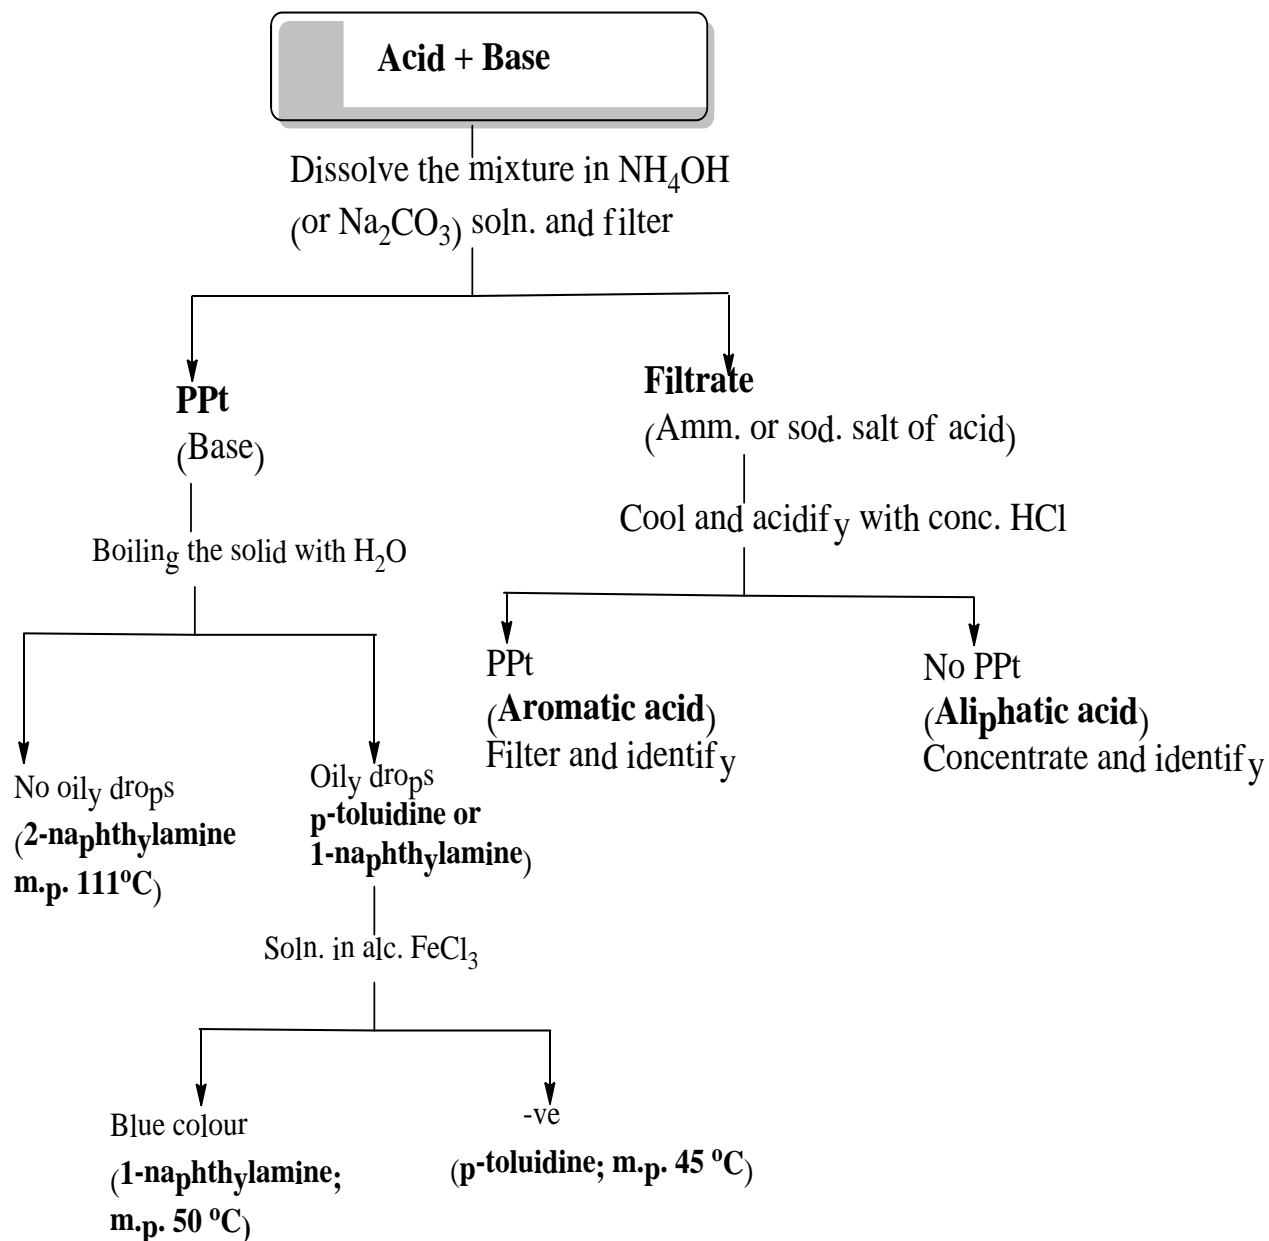 Acid + Base
Dissolve the mixture in NH₄OH
(or Na₂CO₃) soln. and filter
PPt
(Base)
Filtrate
(Amm. or sod. salt of acid)
Boiling the solid with H₂O
Cool and acidify with conc. HCl
No oily drops
(2-naphthylamine
m.p. 111ºC)
Oily drops
p-toluidine or
1-naphthylamine)
PPt
(Aromatic acid)
Filter and identify
No PPt
(Aliphatic acid)
Concentrate and identify
Soln. in alc. FeCl₃
Blue colour
(1-naphthylamine;
m.p. 50 ºC)
-ve
(p-toluidine; m.p. 45 ºC)